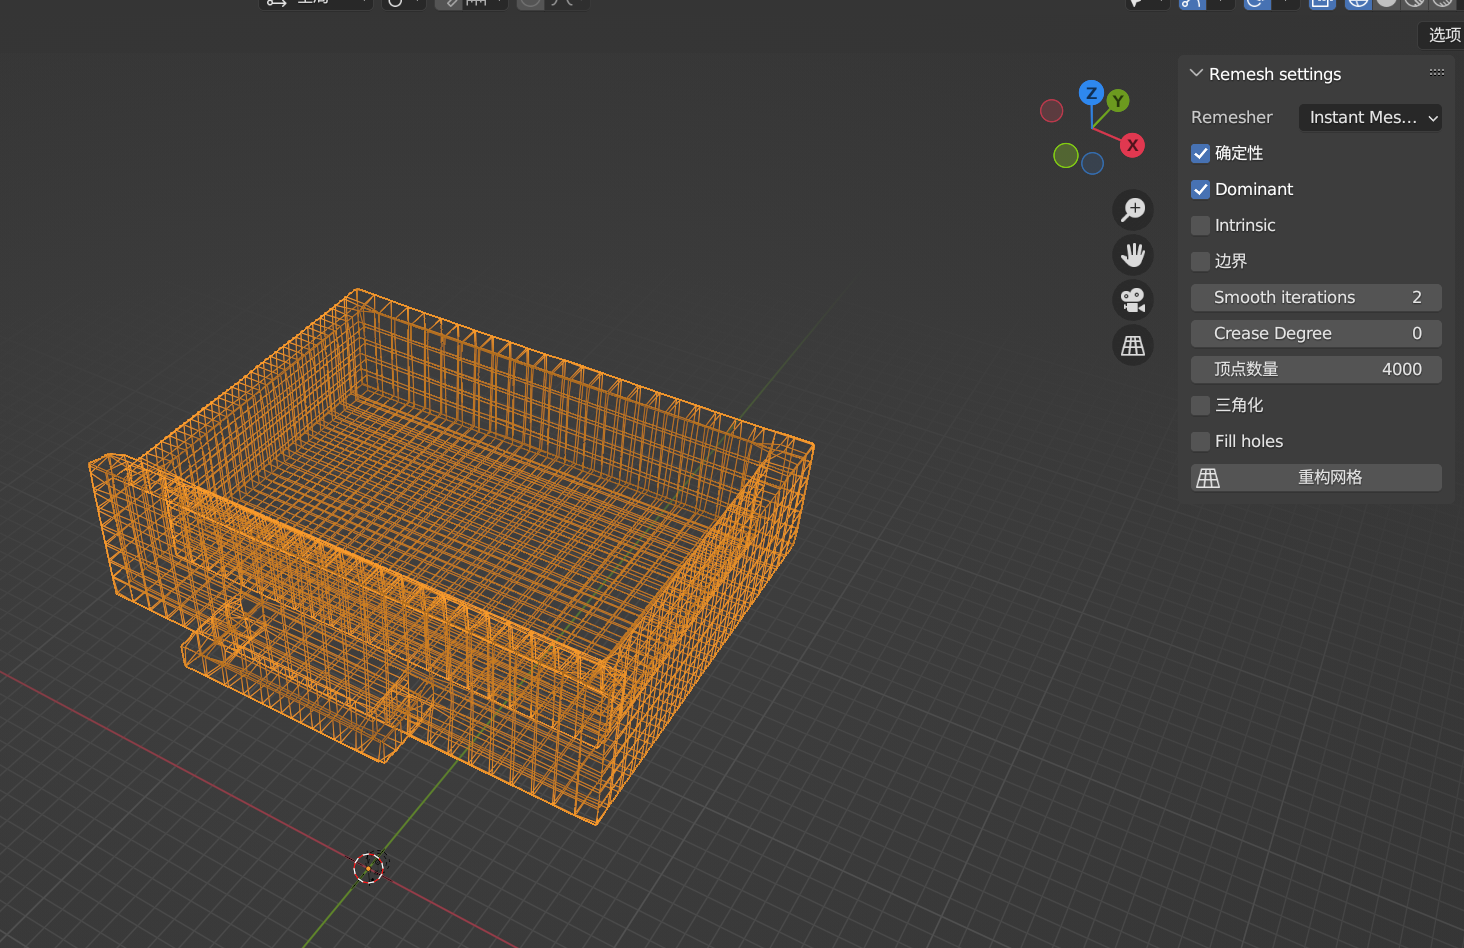 选项
Remesh settings
Remesher Instant Mes...
确定性
Dominant
Intrinsic
边界
Smooth iterations 2
Crease Degree 0
顶点数量 4000
三角化
Fill holes
重构网格
Z
Y
X